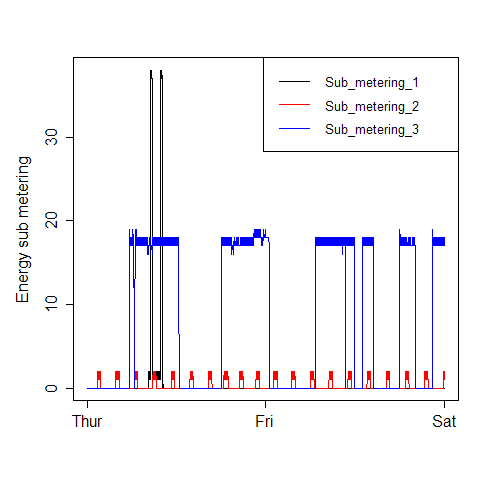 Sub_metering_1
Sub_metering_2
Sub_metering_3
Energy sub metering
30
20
10
0
Thur Fri Sat